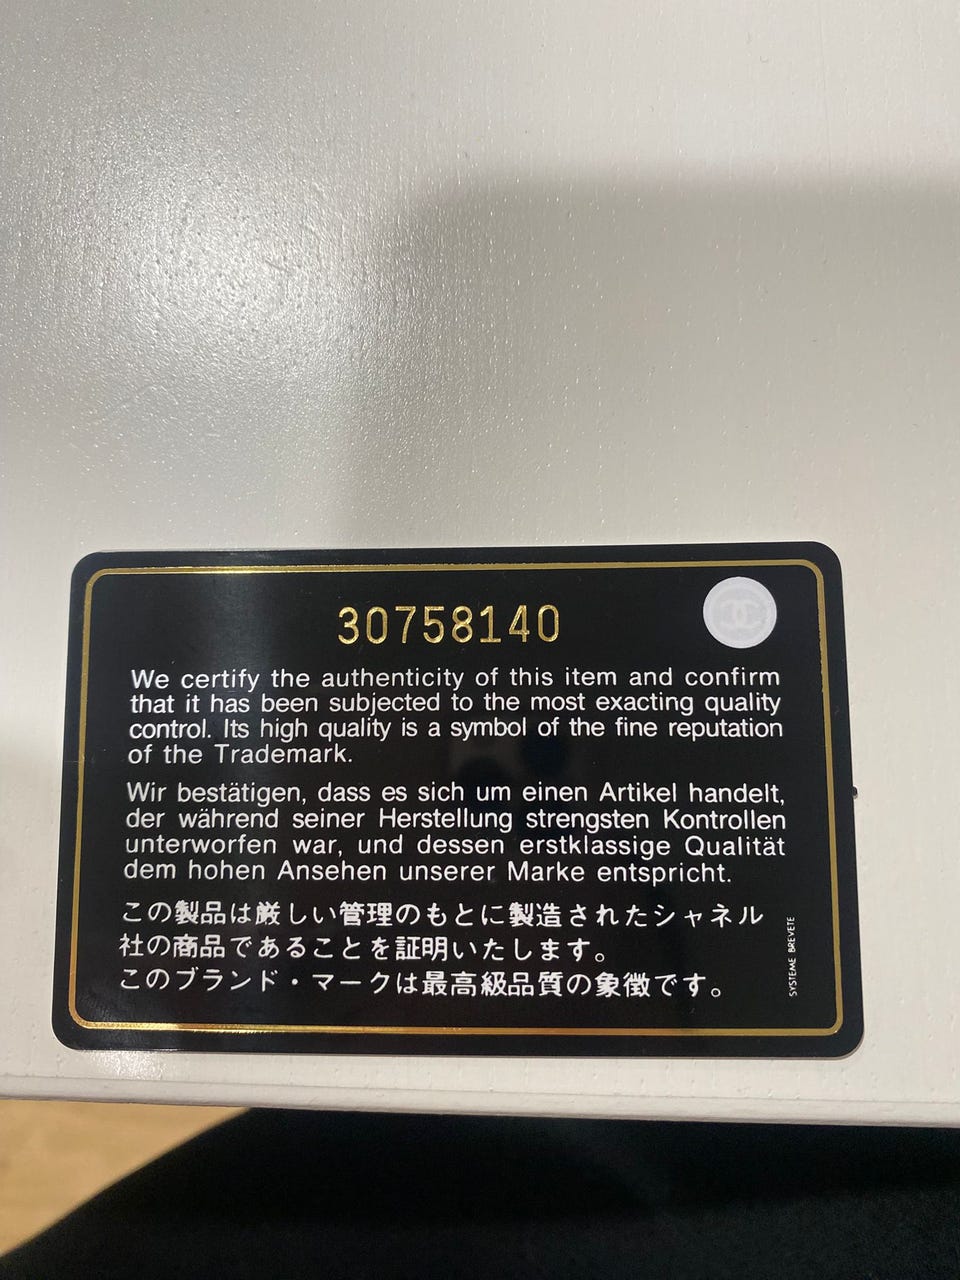 30758140
We certify the authenticity of this item and confirm
that it has been subjected to the most exacting quality
control. Its high quality is a symbol of the fine reputation
of the Trademark.
Wir bestätigen, dass es sich um einen Artikel handelt,
der während seiner Herstellung strengsten Kontrollen
unterworfen war, und dessen erstklassige Qualität
dem hohen Ansehen unserer Marke entspricht.
この製品は厳しい管理のもとに製造されたシャネル
社の商品であることを証明いたします。
このブランド・マークは最高級品質の象徴です。
SYSTEME BREVETE